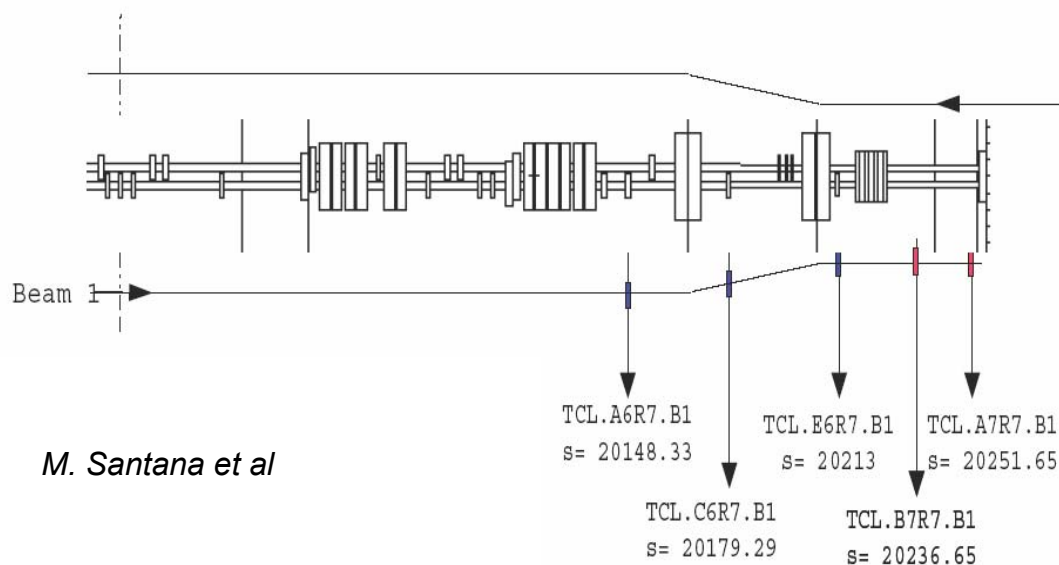 Beam 1
TCL.A6R7.B1
s= 20148.33
TCL.E6R7.B1
s= 20213
TCL.A7R7.B1
s= 20251.65
M. Santana et al
TCL.C6R7.B1
s= 20179.29
TCL.B7R7.B1
s= 20236.65